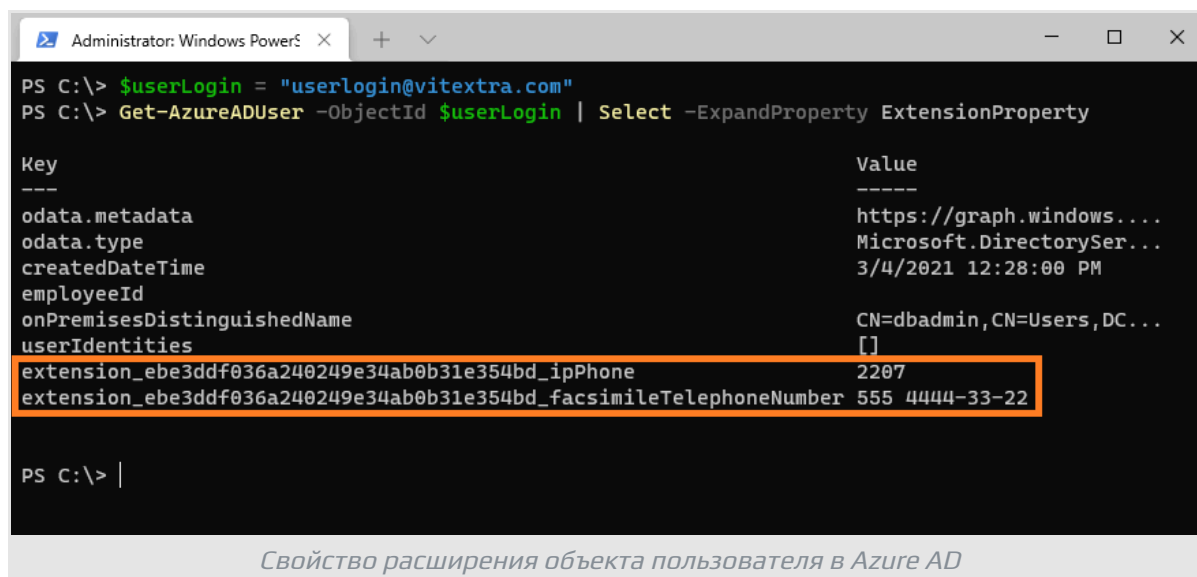 Administrator: Windows PowerS
PS C:\> $userLogin = "userlogin@vitextra.com"
PS C:\> Get-AzureADUser -ObjectId $userLogin | Select -ExpandProperty ExtensionProperty
Key Value
--- -----
odata.metadata https://graph.windows....
odata.type Microsoft.DirectorySer...
createdDateTime 3/4/2021 12:28:00 PM
employeeId
onPremisesDistinguishedName CN=dbadmin,CN=Users,DC...
userIdentities []
extension_ebe3ddf036a240249e34ab0b31e354bd_ipPhone 2207
extension_ebe3ddf036a240249e34ab0b31e354bd_facsimileTelephoneNumber 555 4444-33-22
PS C:\>
Свойство расширения объекта пользователя в Azure AD